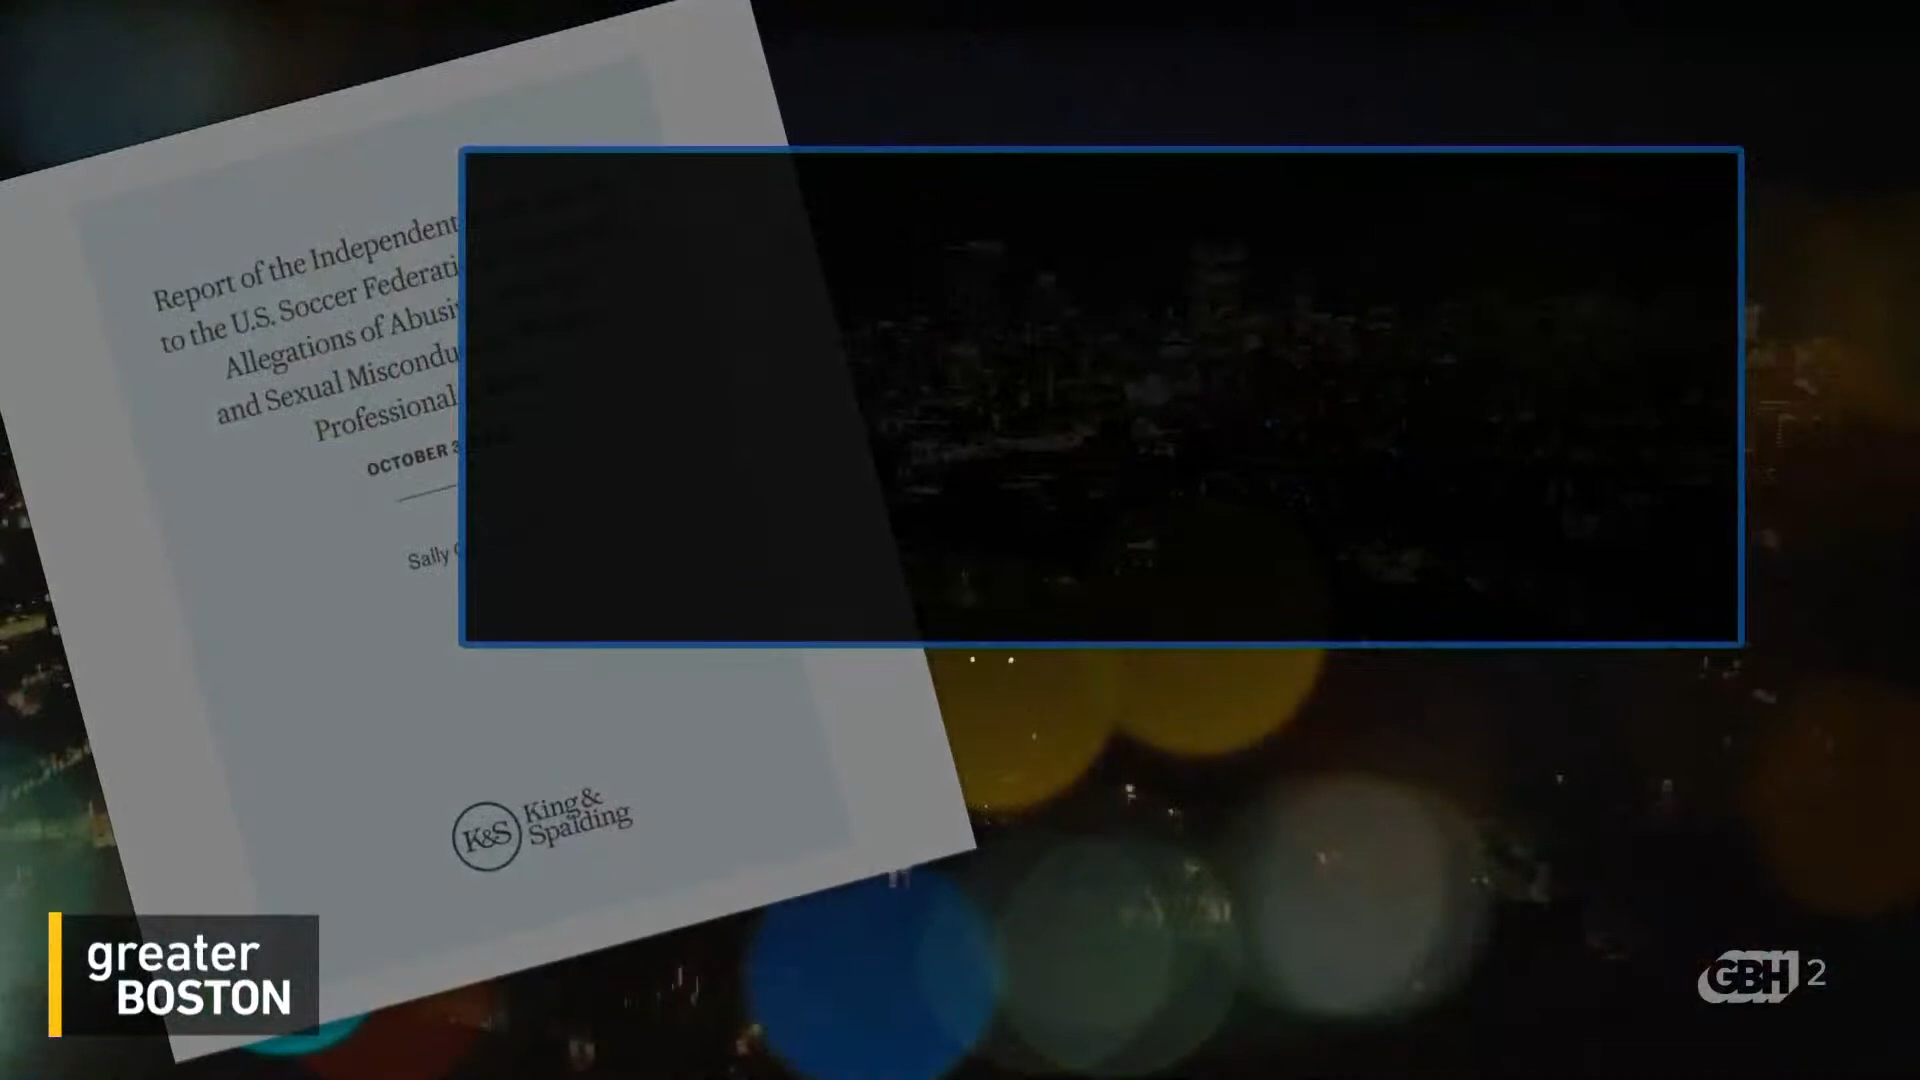 Report of the Independent
to the U.S. Soccer Federati
Allegations of Abusi
and Sexual Miscondu
Professional
OCTOBER 3
Sally
K&S King &
Spalding
greater
BOSTON
GBH 2